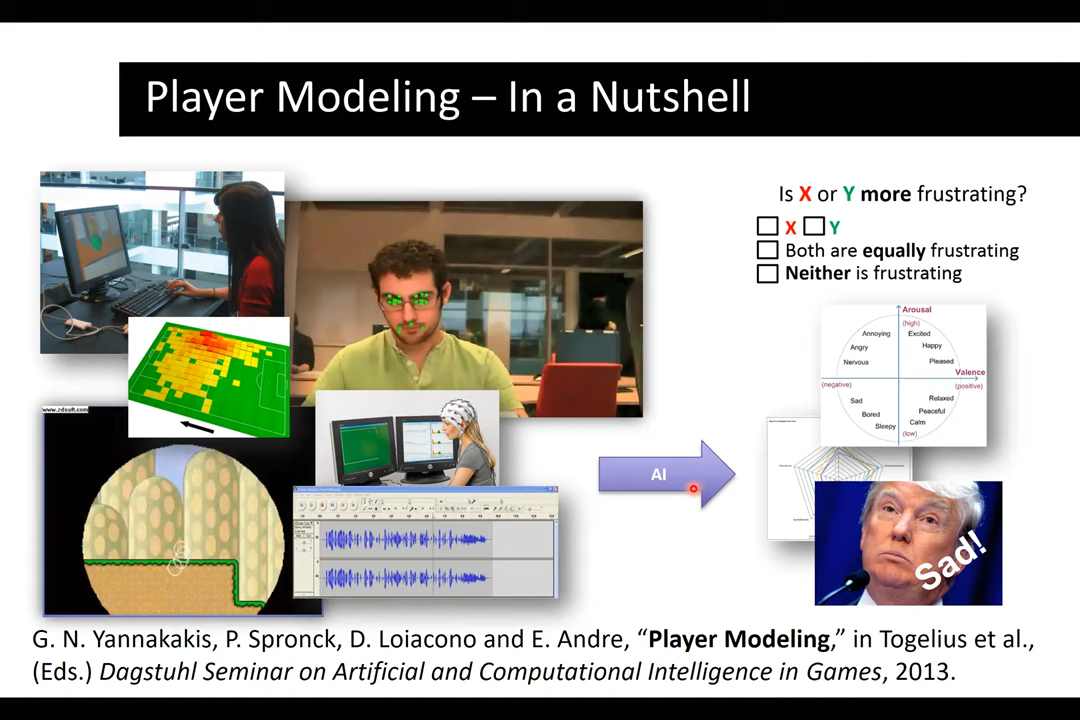 Player Modeling – In a Nutshell
Is X or Y more frustrating?
X Y
Both are equally frustrating
Neither is frustrating
www.zdsoft.com
AI
Arousal
(high)
Annoying Excited
Angry Happy
Nervous Pleased
Valence
(negative) (positive)
Sad Relaxed
Bored Peaceful
Sleepy Calm
(low)
Sad!
G. N. Yannakakis, P. Spronck, D. Loiacono and E. Andre, “Player Modeling,” in Togelius et al.,
(Eds.) Dagstuhl Seminar on Artificial and Computational Intelligence in Games, 2013.